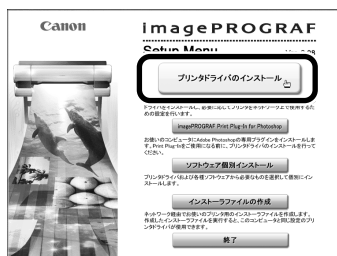 Canon
imagePROGRAF
Setup Menu
プリンタドライバのインストール
ドライバをインストールし、必要に応じてプリンタをネットワーク上で使用するた
めの設定を行います。
imagePROGRAF Print Plug-In for Photoshop
お使いのコンピュータにAdobe Photoshopの専用プラグインをインストールしま
す。Print Plug-Inをご使用になる前に、プリンタドライバのインストールを行って
ください。
ソフトウェア個別インストール
プリンタドライバおよび各種ソフトウェアから必要なものを選択して個別にイン
ストールします。
インストーラファイルの作成
ネットワーク経由でお使いのプリンタ用のインストーラファイルを作成します。
作成したインストーラファイルを実行すると、このコンピュータと同じ設定のプリ
ンタドライバが使用できます。
終了